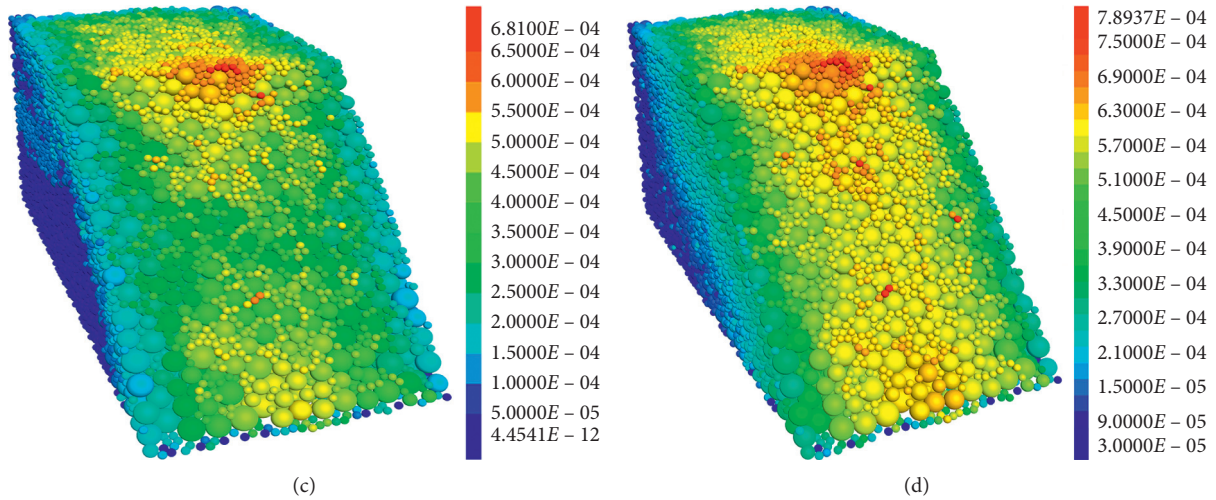 6.8100E – 04
6.5000E – 04
6.0000E – 04
5.5000E – 04
5.0000E – 04
4.5000E – 04
4.0000E – 04
3.5000E – 04
3.0000E – 04
2.5000E – 04
2.0000E – 04
1.5000E – 04
1.0000E – 04
5.0000E – 05
4.4541E – 12
(c)
7.8937E – 04
7.5000E – 04
6.9000E – 04
6.3000E – 04
5.7000E – 04
5.1000E – 04
4.5000E – 04
3.9000E – 04
3.3000E – 04
2.7000E – 04
2.1000E – 04
1.5000E – 05
9.0000E – 05
3.0000E – 05
(d)